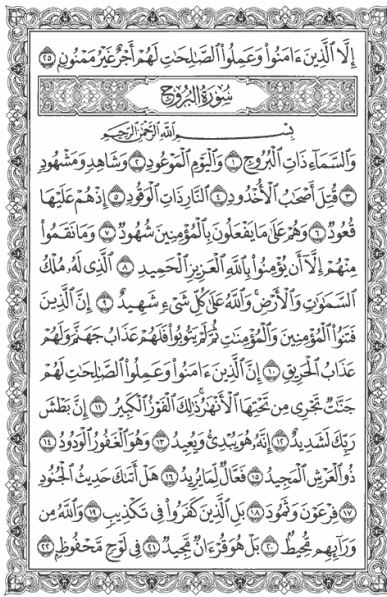 إِلَّا ٱلَّذِينَ ءَامَنُوا۟ وَعَمِلُوا۟ ٱلصَّٰلِحَٰتِ لَهُمْ أَجْرٌ غَيْرُ مَمْنُونٍۭ ٢٥
سُورَةُ الْبُرُوجِ
بِسْمِ ٱللَّهِ ٱلرَّحْمَٰنِ ٱلرَّحِيمِ
وَٱلسَّمَآءِ ذَاتِ ٱلْبُرُوجِ ١ وَٱلْيَوْمِ ٱلْمَوْعُودِ ٢ وَشَاهِدٍ وَمَشْهُودٍ
٣ قُتِلَ أَصْحَٰبُ ٱلْأُخْدُودِ ٤ ٱلنَّارِ ذَاتِ ٱلْوَقُودِ ٥ إِذْ هُمْ عَلَيْهَا
قُعُودٌ ٦ وَهُمْ عَلَىٰ مَا يَفْعَلُونَ بِٱلْمُؤْمِنِينَ شُهُودٌ ٧ وَمَا نَقَمُوا۟
مِنْهُمْ إِلَّآ أَن يُؤْمِنُوا۟ بِٱللَّهِ ٱلْعَزِيزِ ٱلْحَمِيدِ ٨ ٱلَّذِى لَهُۥ مُلْكُ
ٱلسَّمَٰوَٰتِ وَٱلْأَرْضِ ۚ وَٱللَّهُ عَلَىٰ كُلِّ شَىْءٍ شَهِيدٌ ٩ إِنَّ ٱلَّذِينَ
فَتَنُوا۟ ٱلْمُؤْمِنِينَ وَٱلْمُؤْمِنَٰتِ ثُمَّ لَمْ يَتُوبُوا۟ فَلَهُمْ عَذَابُ جَهَنَّمَ وَلَهُمْ
عَذَابُ ٱلْحَرِيقِ ١٠ إِنَّ ٱلَّذِينَ ءَامَنُوا۟ وَعَمِلُوا۟ ٱلصَّٰلِحَٰتِ لَهُمْ
جَنَّٰتٌ تَجْرِى مِن تَحْتِهَا ٱلْأَنْهَٰرُ ۚ ذَٰلِكَ ٱلْفَوْزُ ٱلْكَبِيرُ ١١ إِنَّ بَطْشَ
رَبِّكَ لَشَدِيدٌ ١٢ إِنَّهُۥ هُوَ يُبْدِئُ وَيُعِيدُ ١٣ وَهُوَ ٱلْغَفُورُ ٱلْوَدُودُ ١٤
ذُو ٱلْعَرْشِ ٱلْمَجِيدُ ١٥ فَعَّالٌ لِّمَا يُرِيدُ ١٦ هَلْ أَتَىٰكَ حَدِيثُ ٱلْجُنُودِ
١٧ فِرْعَوْنَ وَثَمُودَ ١٨ بَلِ ٱلَّذِينَ كَفَرُوا۟ فِى تَكْذِيبٍ ١٩ وَٱللَّهُ مِن
وَرَآئِهِم مُّحِيطٌۢ ٢٠ بَلْ هُوَ قُرْءَانٌ مَّجِيدٌ ٢١ فِى لَوْحٍ مَّحْفُوظٍۭ ٢٢